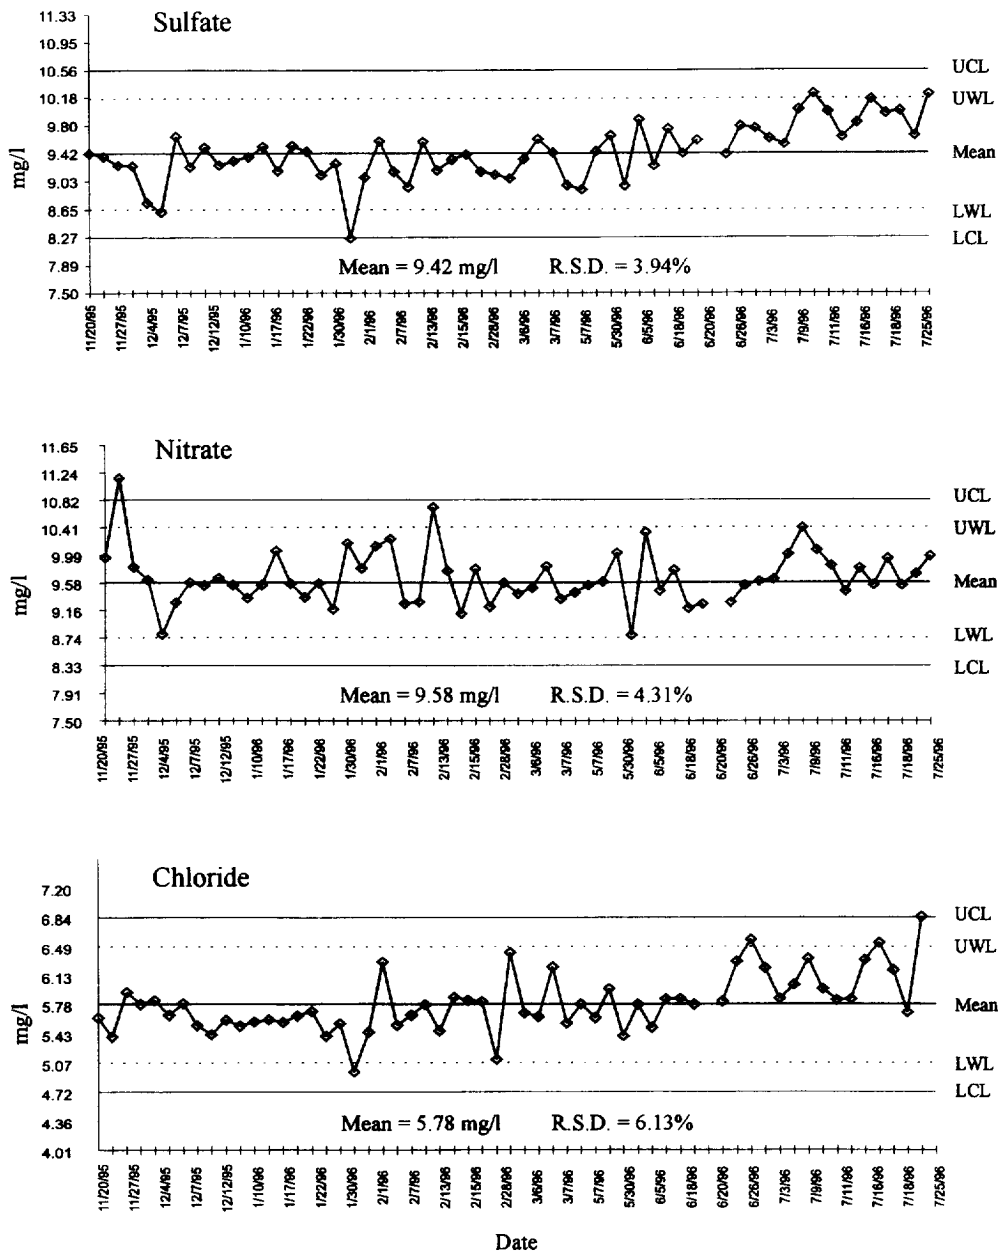 Sulfate
11.33
10.95
10.56
10.18
9.80
9.42
9.03
8.65
8.27
7.89
7.50
mg/l
UCL
UWL
Mean
LWL
LCL
Mean = 9.42 mg/l R.S.D. = 3.94%
11/20/95 11/27/95 12/4/95 12/7/95 12/12/95 1/10/96 1/17/96 1/22/96 1/30/96 2/1/96 2/7/96 2/13/96 2/15/96 2/28/96 3/6/96 3/7/96 5/7/96 5/30/96 6/5/96 6/18/96 6/20/96 6/26/96 7/3/96 7/9/96 7/11/96 7/16/96 7/18/96 7/25/96
Nitrate
11.65
11.24
10.82
10.41
9.99
9.58
9.16
8.74
8.33
7.91
7.50
mg/l
UCL
UWL
Mean
LWL
LCL
Mean = 9.58 mg/l R.S.D. = 4.31%
11/20/95 11/27/95 12/4/95 12/7/95 12/12/95 1/10/96 1/17/96 1/22/96 1/30/96 2/1/96 2/7/96 2/13/96 2/15/96 2/28/96 3/6/96 3/7/96 5/7/96 5/30/96 6/5/96 6/18/96 6/20/96 6/26/96 7/3/96 7/9/96 7/11/96 7/16/96 7/18/96 7/25/96
Chloride
7.20
6.84
6.49
6.13
5.78
5.43
5.07
4.72
4.36
4.01
mg/l
UCL
UWL
Mean
LWL
LCL
Mean = 5.78 mg/l R.S.D. = 6.13%
11/20/95 11/27/95 12/4/95 12/7/95 12/12/95 1/10/96 1/17/96 1/22/96 1/30/96 2/1/96 2/7/96 2/13/96 2/15/96 2/28/96 3/6/96 3/7/96 5/7/96 5/30/96 6/5/96 6/18/96 6/20/96 6/26/96 7/3/96 7/9/96 7/11/96 7/16/96 7/18/96 7/25/96
Date